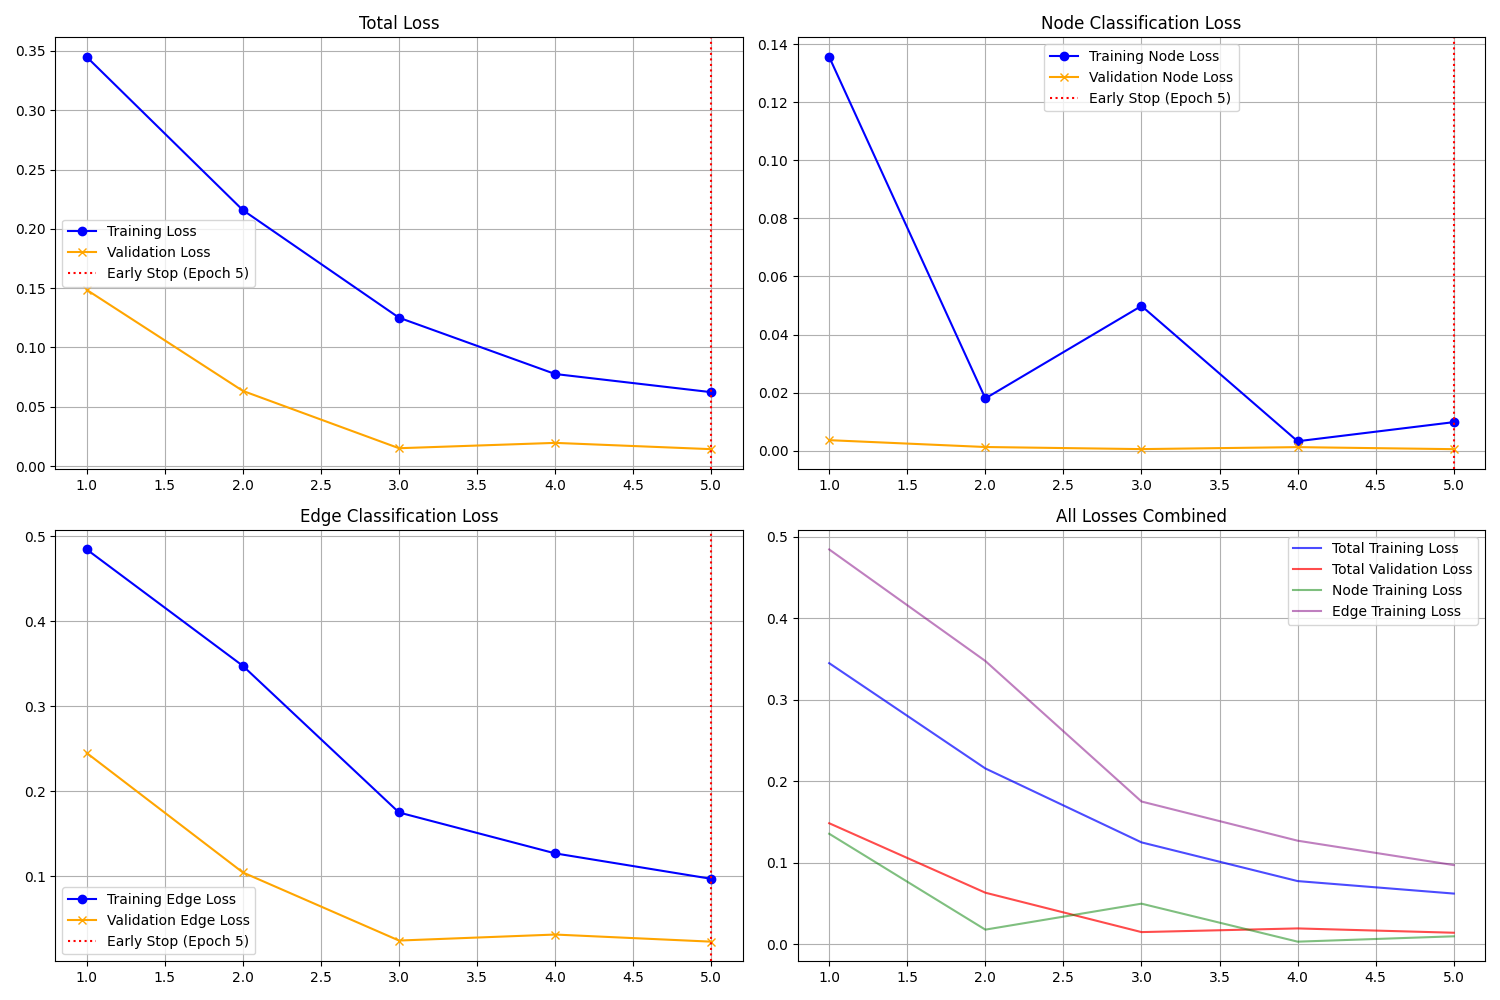 Total Loss
0.35
0.30
0.25
0.20
0.15
0.10
0.05
0.00
Training Loss
Validation Loss
Early Stop (Epoch 5)
1.0 1.5 2.0 2.5 3.0 3.5 4.0 4.5 5.0
Node Classification Loss
0.14
0.12
0.10
0.08
0.06
0.04
0.02
0.00
Training Node Loss
Validation Node Loss
Early Stop (Epoch 5)
1.0 1.5 2.0 2.5 3.0 3.5 4.0 4.5 5.0
Edge Classification Loss
0.5
0.4
0.3
0.2
0.1
Training Edge Loss
Validation Edge Loss
Early Stop (Epoch 5)
1.0 1.5 2.0 2.5 3.0 3.5 4.0 4.5 5.0
All Losses Combined
0.5
0.4
0.3
0.2
0.1
0.0
Total Training Loss
Total Validation Loss
Node Training Loss
Edge Training Loss
1.0 1.5 2.0 2.5 3.0 3.5 4.0 4.5 5.0